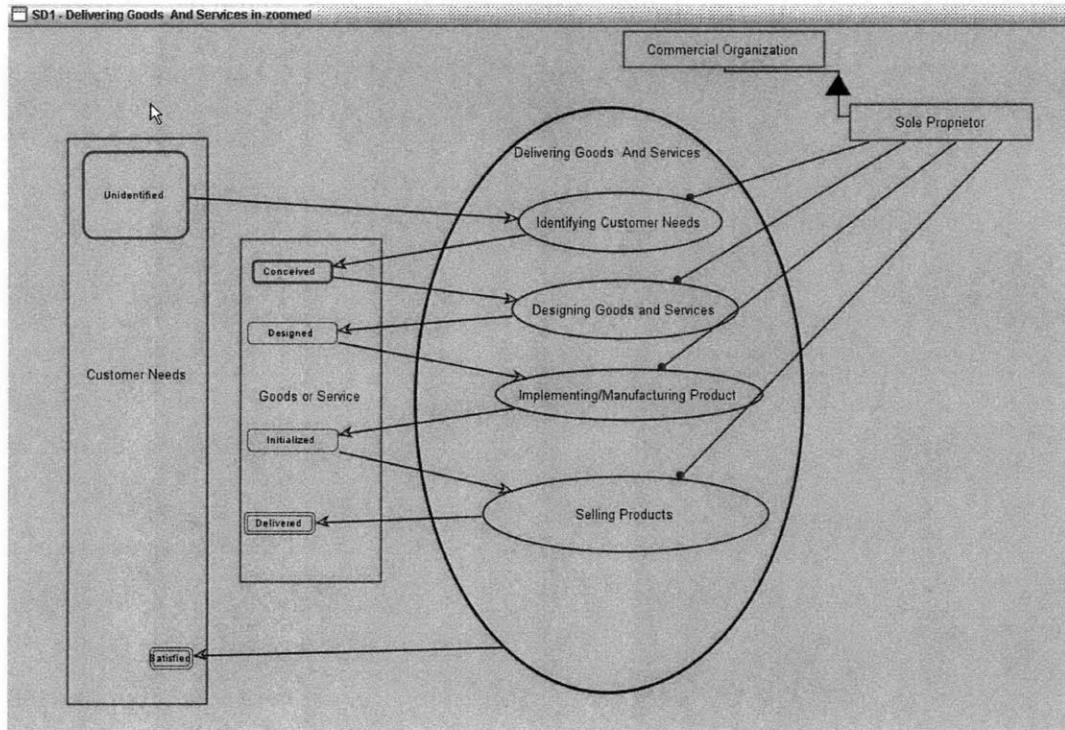 SD1 - Delivering Goods And Services in-zoomed
Commercial Organization
Sole Proprietor
Delivering Goods And Services
Unidentified
Identifying Customer Needs
Conceived
Designing Goods and Services
Designed
Customer Needs
Goods or Service
Implementing/Manufacturing Product
Initialized
Selling Products
Delivered
Satisfied